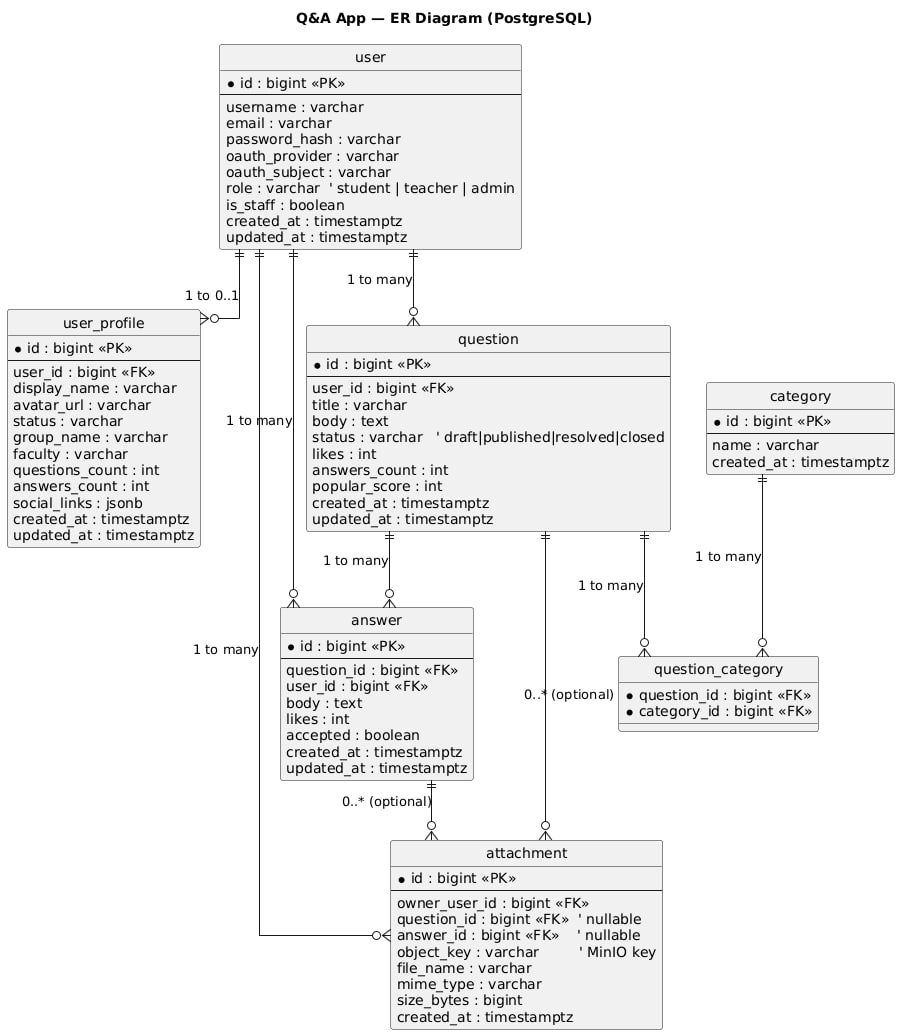 Q&A App — ER Diagram (PostgreSQL)
user
id : bigint «PK»
username : varchar
email : varchar
password_hash : varchar
oauth_provider : varchar
oauth_subject : varchar
role : varchar ' student | teacher | admin
is_staff : boolean
created_at : timestamptz
updated_at : timestamptz
1 to 0..1
1 to many
user_profile
id : bigint «PK»
user_id : bigint «FK»
display_name : varchar
avatar_url : varchar
status : varchar
group_name : varchar
faculty : varchar
questions_count : int
answers_count : int
social_links : jsonb
created_at : timestamptz
updated_at : timestamptz
1 to many
question
id : bigint «PK»
user_id : bigint «FK»
title : varchar
body : text
status : varchar ' draft|published|resolved|closed
likes : int
answers_count : int
popular_score : int
created_at : timestamptz
updated_at : timestamptz
category
id : bigint «PK»
name : varchar
created_at : timestamptz
1 to many
1 to many
1 to many
1 to many
answer
id : bigint «PK»
question_id : bigint «FK»
user_id : bigint «FK»
body : text
likes : int
accepted : boolean
created_at : timestamptz
updated_at : timestamptz
0..* (optional)
question_category
question_id : bigint «FK»
category_id : bigint «FK»
0..* (optional)
attachment
id : bigint «PK»
owner_user_id : bigint «FK»
question_id : bigint «FK» ' nullable
answer_id : bigint «FK» ' nullable
object_key : varchar ' MinIO key
file_name : varchar
mime_type : varchar
size_bytes : bigint
created_at : timestamptz